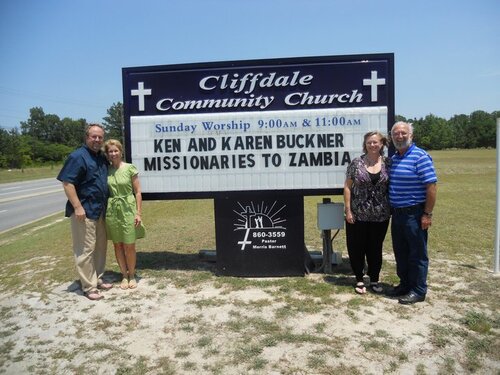 Cliffdale
Community Church
Sunday Worship 9:00AM & 11:00AM
KEN AND KAREN BUCKNER
MISSIONARIES TO ZAMBIA
860-3559
Pastor
Morris Barnett